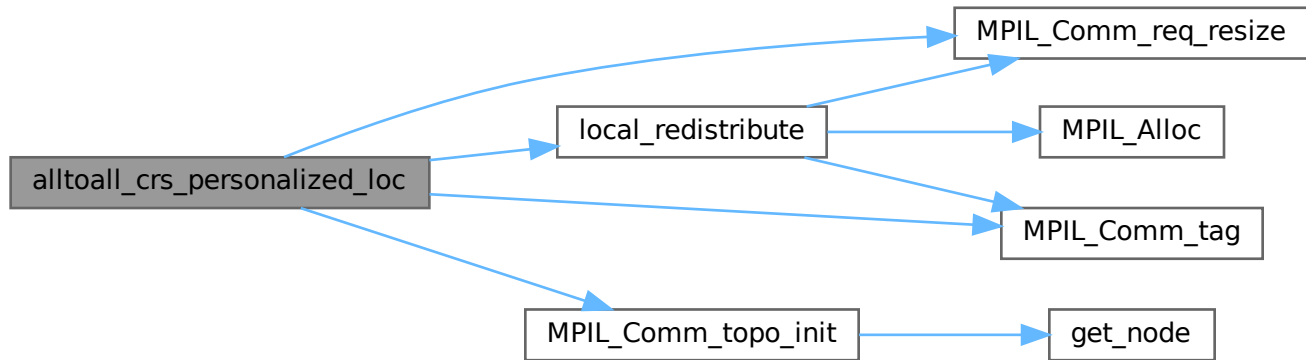 MPIL_Comm_req_resize
local_redistribute
MPIL_Alloc
alltoall_crs_personalized_loc
MPIL_Comm_tag
MPIL_Comm_topo_init
get_node